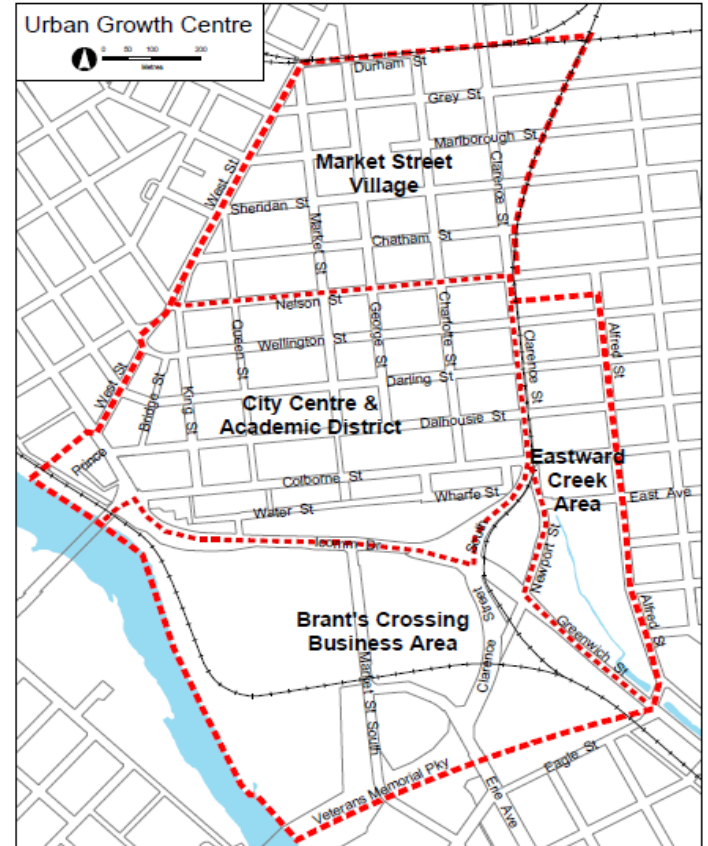 Urban Growth Centre
0 50 100 200
Metres
Durham St
Grey St
Marlborough St
Market Street
Village
West St
Clarence St
Sheridan St
Market St
Chatham St
Nelson St
Queen St
George St
Charlotte St
Wellington St
Clarence St
Alfred St
West St
Bridge St
King St
Darling St
City Centre &
Academic District
Dalhousie St
Prince
Colborne St
Eastward
Creek
Area
Wharfe St
East Ave
Water St
Icomm Dr
South
Newport St
Street
Brant's Crossing
Business Area
Greenwich St
Alfred St
Clarence
Market St South
Veterans Memorial Pky
Eagle St
Erie Ave